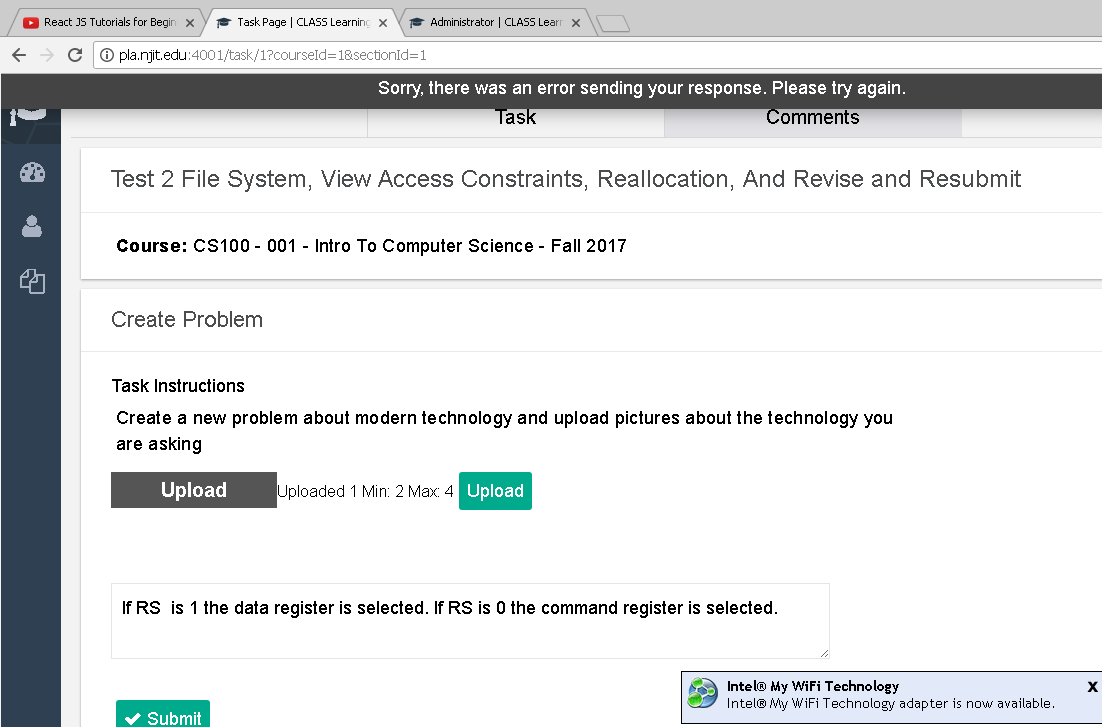 React JS Tutorials for Begin
Task Page | CLASS Learning
Administrator | CLASS Lear
pla.njit.edu:4001/task/1?courseId=1&sectionId=1
Sorry, there was an error sending your response. Please try again.
Task
Comments
Test 2 File System, View Access Constraints, Reallocation, And Revise and Resubmit
Course: CS100 - 001 - Intro To Computer Science - Fall 2017
Create Problem
Task Instructions
Create a new problem about modern technology and upload pictures about the technology you
are asking
Upload Uploaded 1 Min: 2 Max: 4 Upload
If RS  is 1 the data register is selected. If RS is 0 the command register is selected.
Intel® My WiFi Technology
Intel® My WiFi Technology adapter is now available.
Submit